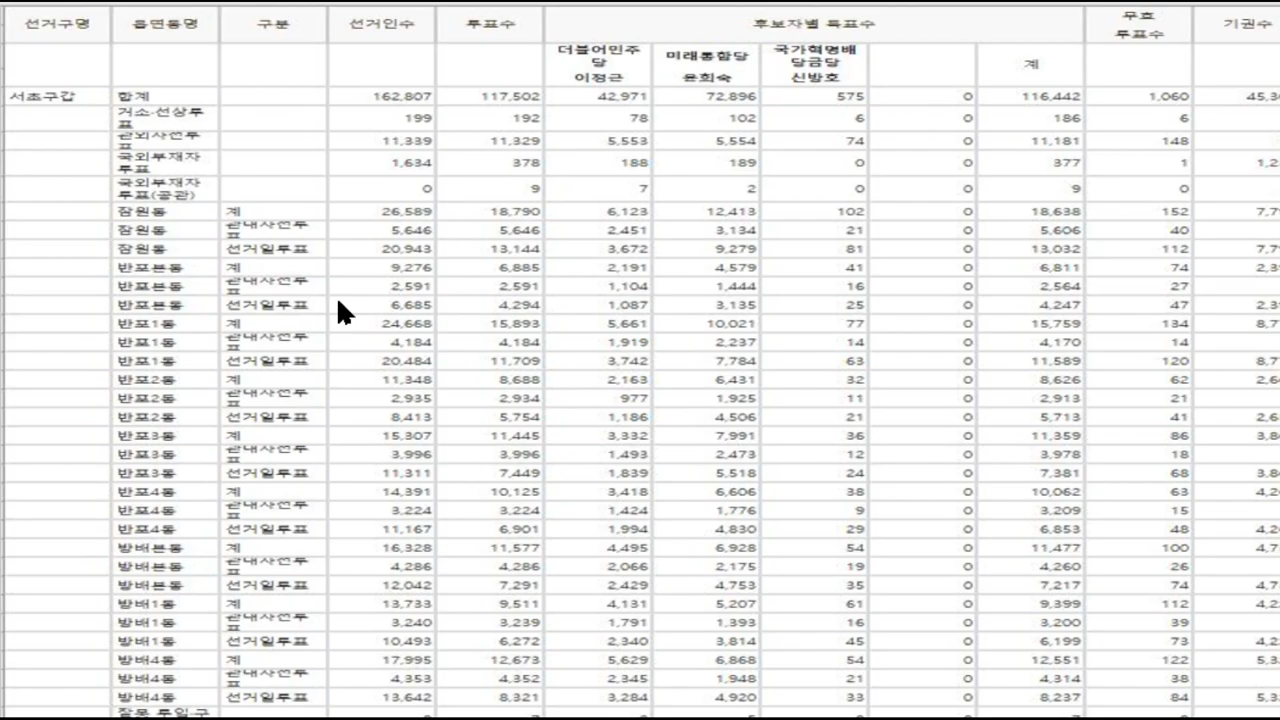 선거구명 읍면동명 구분 선거인수 투표수 후보자별 득표수 무효 투표수 기권수
더불어민주당 이정근 미래통합당 윤희숙 국가혁명배당금당 신방호 계
서초구갑 합계 162,807 117,502 42,971 72,896 575 0 116,442 1,060
거소·선상투표 199 192 78 102 6 0 186 6
관외사전투표 11,339 11,329 5,553 5,554 74 0 11,181 148
국외부재자투표 1,634 378 188 189 0 0 377 1
국외부재자투표(공관) 0 9 7 2 0 0 9 0
잠원동 계 26,589 18,790 6,123 12,413 102 0 18,638 152
잠원동 관내사전투표 5,646 5,646 2,451 3,134 21 0 5,606 40
잠원동 선거일투표 20,943 13,144 3,672 9,279 81 0 13,032 112
반포본동 계 9,276 6,885 2,191 4,579 41 0 6,811 74
반포본동 관내사전투표 2,591 2,591 1,104 1,444 16 0 2,564 27
반포본동 선거일투표 6,685 4,294 1,087 3,135 25 0 4,247 47
반포1동 계 24,668 15,893 5,661 10,021 77 0 15,759 134
반포1동 관내사전투표 4,184 4,184 1,919 2,237 14 0 4,170 14
반포1동 선거일투표 20,484 11,709 3,742 7,784 63 0 11,589 120
반포2동 계 11,348 8,688 2,163 6,431 32 0 8,626 62
반포2동 관내사전투표 2,935 2,934 977 1,925 11 0 2,913 21
반포2동 선거일투표 8,413 5,754 1,186 4,506 21 0 5,713 41
반포3동 계 15,307 11,445 3,332 7,991 36 0 11,359 86
반포3동 관내사전투표 3,996 3,996 1,493 2,473 12 0 3,978 18
반포3동 선거일투표 11,311 7,449 1,839 5,518 24 0 7,381 68
반포4동 계 14,391 10,125 3,418 6,606 38 0 10,062 63
반포4동 관내사전투표 3,224 3,224 1,424 1,776 9 0 3,209 15
반포4동 선거일투표 11,167 6,901 1,994 4,830 29 0 6,853 48
방배본동 계 16,328 11,577 4,495 6,928 54 0 11,477 100
방배본동 관내사전투표 4,286 4,286 2,066 2,175 19 0 4,260 26
방배본동 선거일투표 12,042 7,291 2,429 4,753 35 0 7,217 74
방배1동 계 13,733 9,511 4,131 5,207 61 0 9,399 112
방배1동 관내사전투표 3,240 3,239 1,791 1,393 16 0 3,200 39
방배1동 선거일투표 10,493 6,272 2,340 3,814 45 0 6,199 73
방배4동 계 17,995 12,673 5,629 6,868 54 0 12,551 122
방배4동 관내사전투표 4,353 4,352 2,345 1,948 21 0 4,314 38
방배4동 선거일투표 13,642 8,321 3,284 4,920 33 0 8,237 84
잘못 투입·구